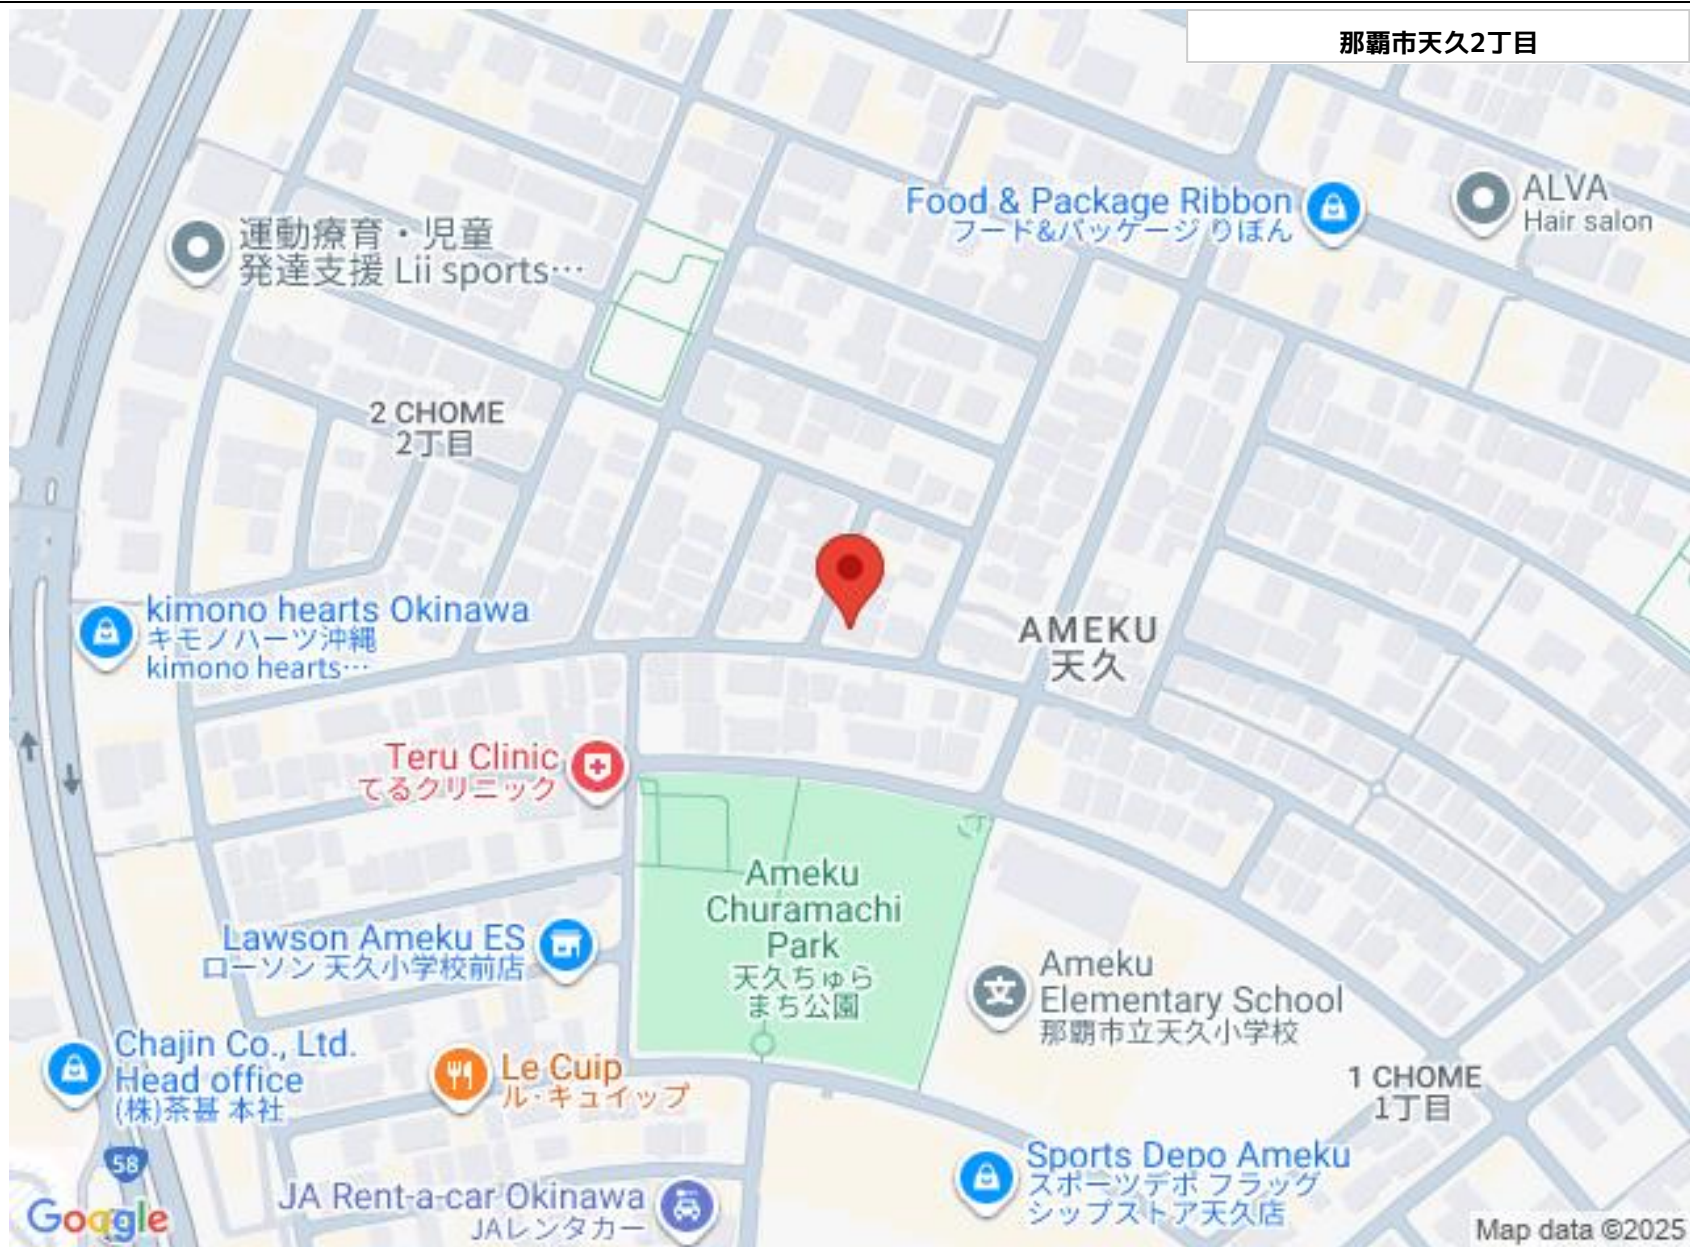 那覇市天久2丁目
Food & Package Ribbon
フード&パッケージ りぼん
ALVA
Hair salon
運動療育・児童
発達支援 Lii sports…
2 CHOME
2丁目
kimono hearts Okinawa
キモノハーツ沖縄
kimono hearts…
AMEKU
天久
Teru Clinic
てるクリニック
Ameku
Churamachi
Park
天久ちゅら
まち公園
Lawson Ameku ES
ローソン 天久小学校前店
Ameku
Elementary School
那覇市立天久小学校
Chajin Co., Ltd.
Head office
(株)茶甚 本社
Le Cuip
ル・キュイップ
1 CHOME
1丁目
58
Sports Depo Ameku
スポーツデポ フラッグ
シップストア天久店
JA Rent-a-car Okinawa
JAレンタカー
Google
Map data ©2025